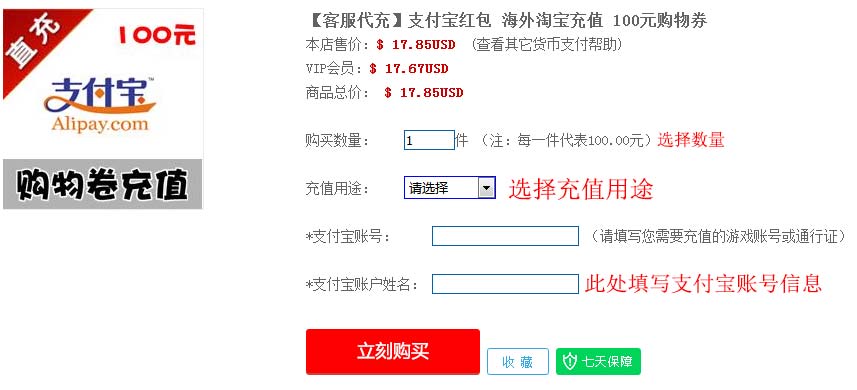 直充
100元
支付宝™
Alipay.com
购物卷充值
【客服代充】支付宝红包 海外淘宝充值 100元购物券
本店售价：$ 17.85USD （查看其它货币支付帮助）
VIP会员：$ 17.67USD
商品总价： $ 17.85USD
购买数量： 1 件 （注：每一件代表100.00元）选择数量
充值用途： 请选择 选择充值用途
*支付宝账号： （请填写您需要充值的游戏账号或通行证）
*支付宝账户姓名： 此处填写支付宝账号信息
立刻购买 收 藏 七天保障